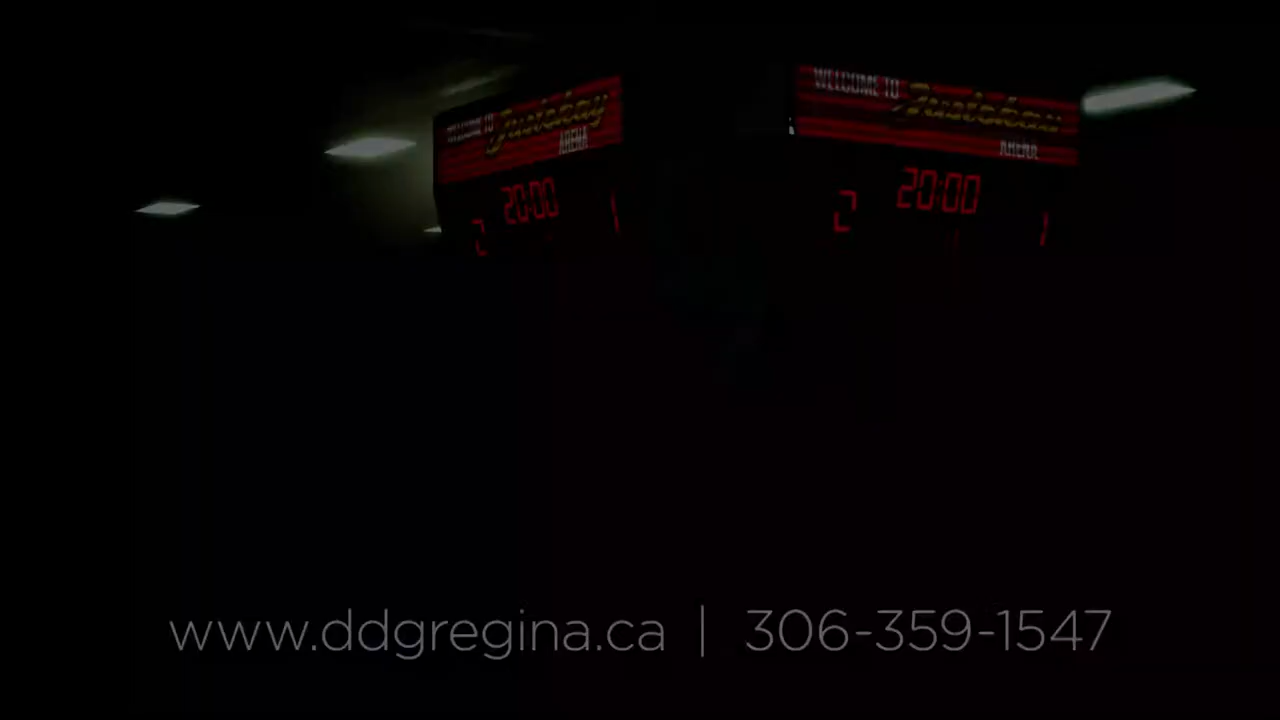 WELCOME TO
ARENA
20:00
2 1
WELCOME TO
ARENA
20:00
2 1
www.ddgregina.ca | 306-359-1547